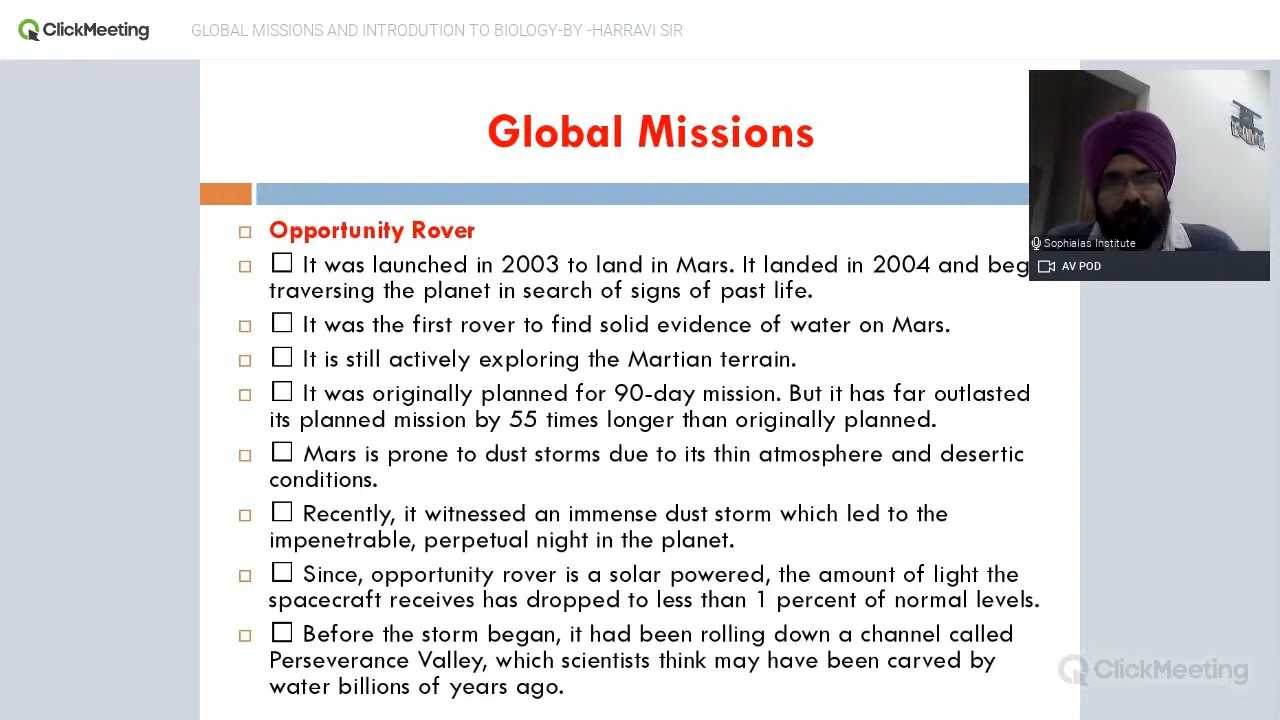 ClickMeeting
GLOBAL MISSIONS AND INTRODUTION TO BIOLOGY-BY -HARRAVI SIR
Global Missions
Opportunity Rover
It was launched in 2003 to land in Mars. It landed in 2004 and beg
traversing the planet in search of signs of past life.
It was the first rover to find solid evidence of water on Mars.
It is still actively exploring the Martian terrain.
It was originally planned for 90-day mission. But it has far outlasted
its planned mission by 55 times longer than originally planned.
Mars is prone to dust storms due to its thin atmosphere and desertic
conditions.
Recently, it witnessed an immense dust storm which led to the
impenetrable, perpetual night in the planet.
Since, opportunity rover is a solar powered, the amount of light the
spacecraft receives has dropped to less than 1 percent of normal levels.
Before the storm began, it had been rolling down a channel called
Perseverance Valley, which scientists think may have been carved by
water billions of years ago.
Sophialas Institute
AV POD
ClickMeeting